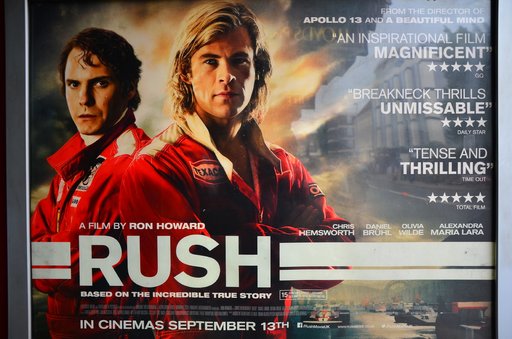 FROM THE DIRECTOR OF
APOLLO 13 AND A BEAUTIFUL MIND
"AN INSPIRATIONAL FILM
MAGNIFICENT"
★★★★★
GQ
"BREAKNECK THRILLS
UNMISSABLE"
★★★★
DAILY STAR
"TENSE AND
THRILLING"
TIME OUT
★★★★★
TOTAL FILM
TEXACO
A FILM BY RON HOWARD
CHRIS HEMSWORTH
DANIEL BRÜHL
OLIVIA WILDE
ALEXANDRA MARIA LARA
RUSH
BASED ON THE INCREDIBLE TRUE STORY
15
IN CINEMAS SEPTEMBER 13TH